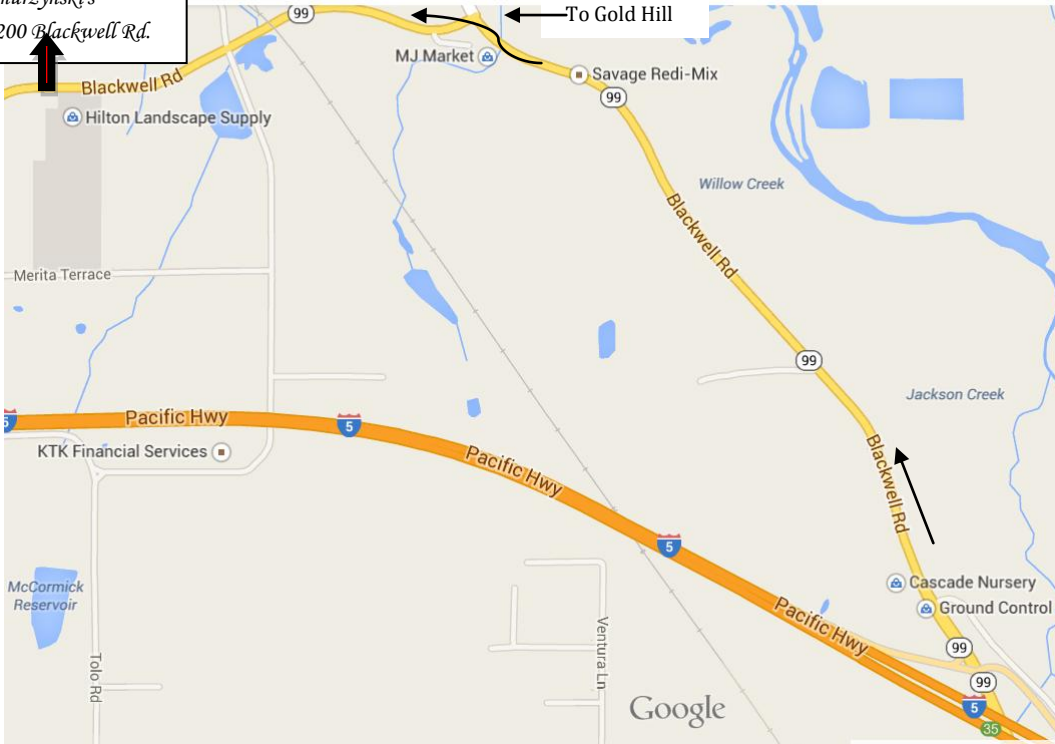 200 Blackwell Rd.
99
To Gold Hill
MJ Market
Savage Redi-Mix
Blackwell Rd
99
Hilton Landscape Supply
Willow Creek
Blackwell Rd
Merita Terrace
99
Jackson Creek
Pacific Hwy
5
5
KTK Financial Services
Pacific Hwy
Blackwell Rd
5
McCormick
Reservoir
Cascade Nursery
Ground Control
Pacific Hwy
Ventura Ln
99
Tolo Rd
99
Google
5
35